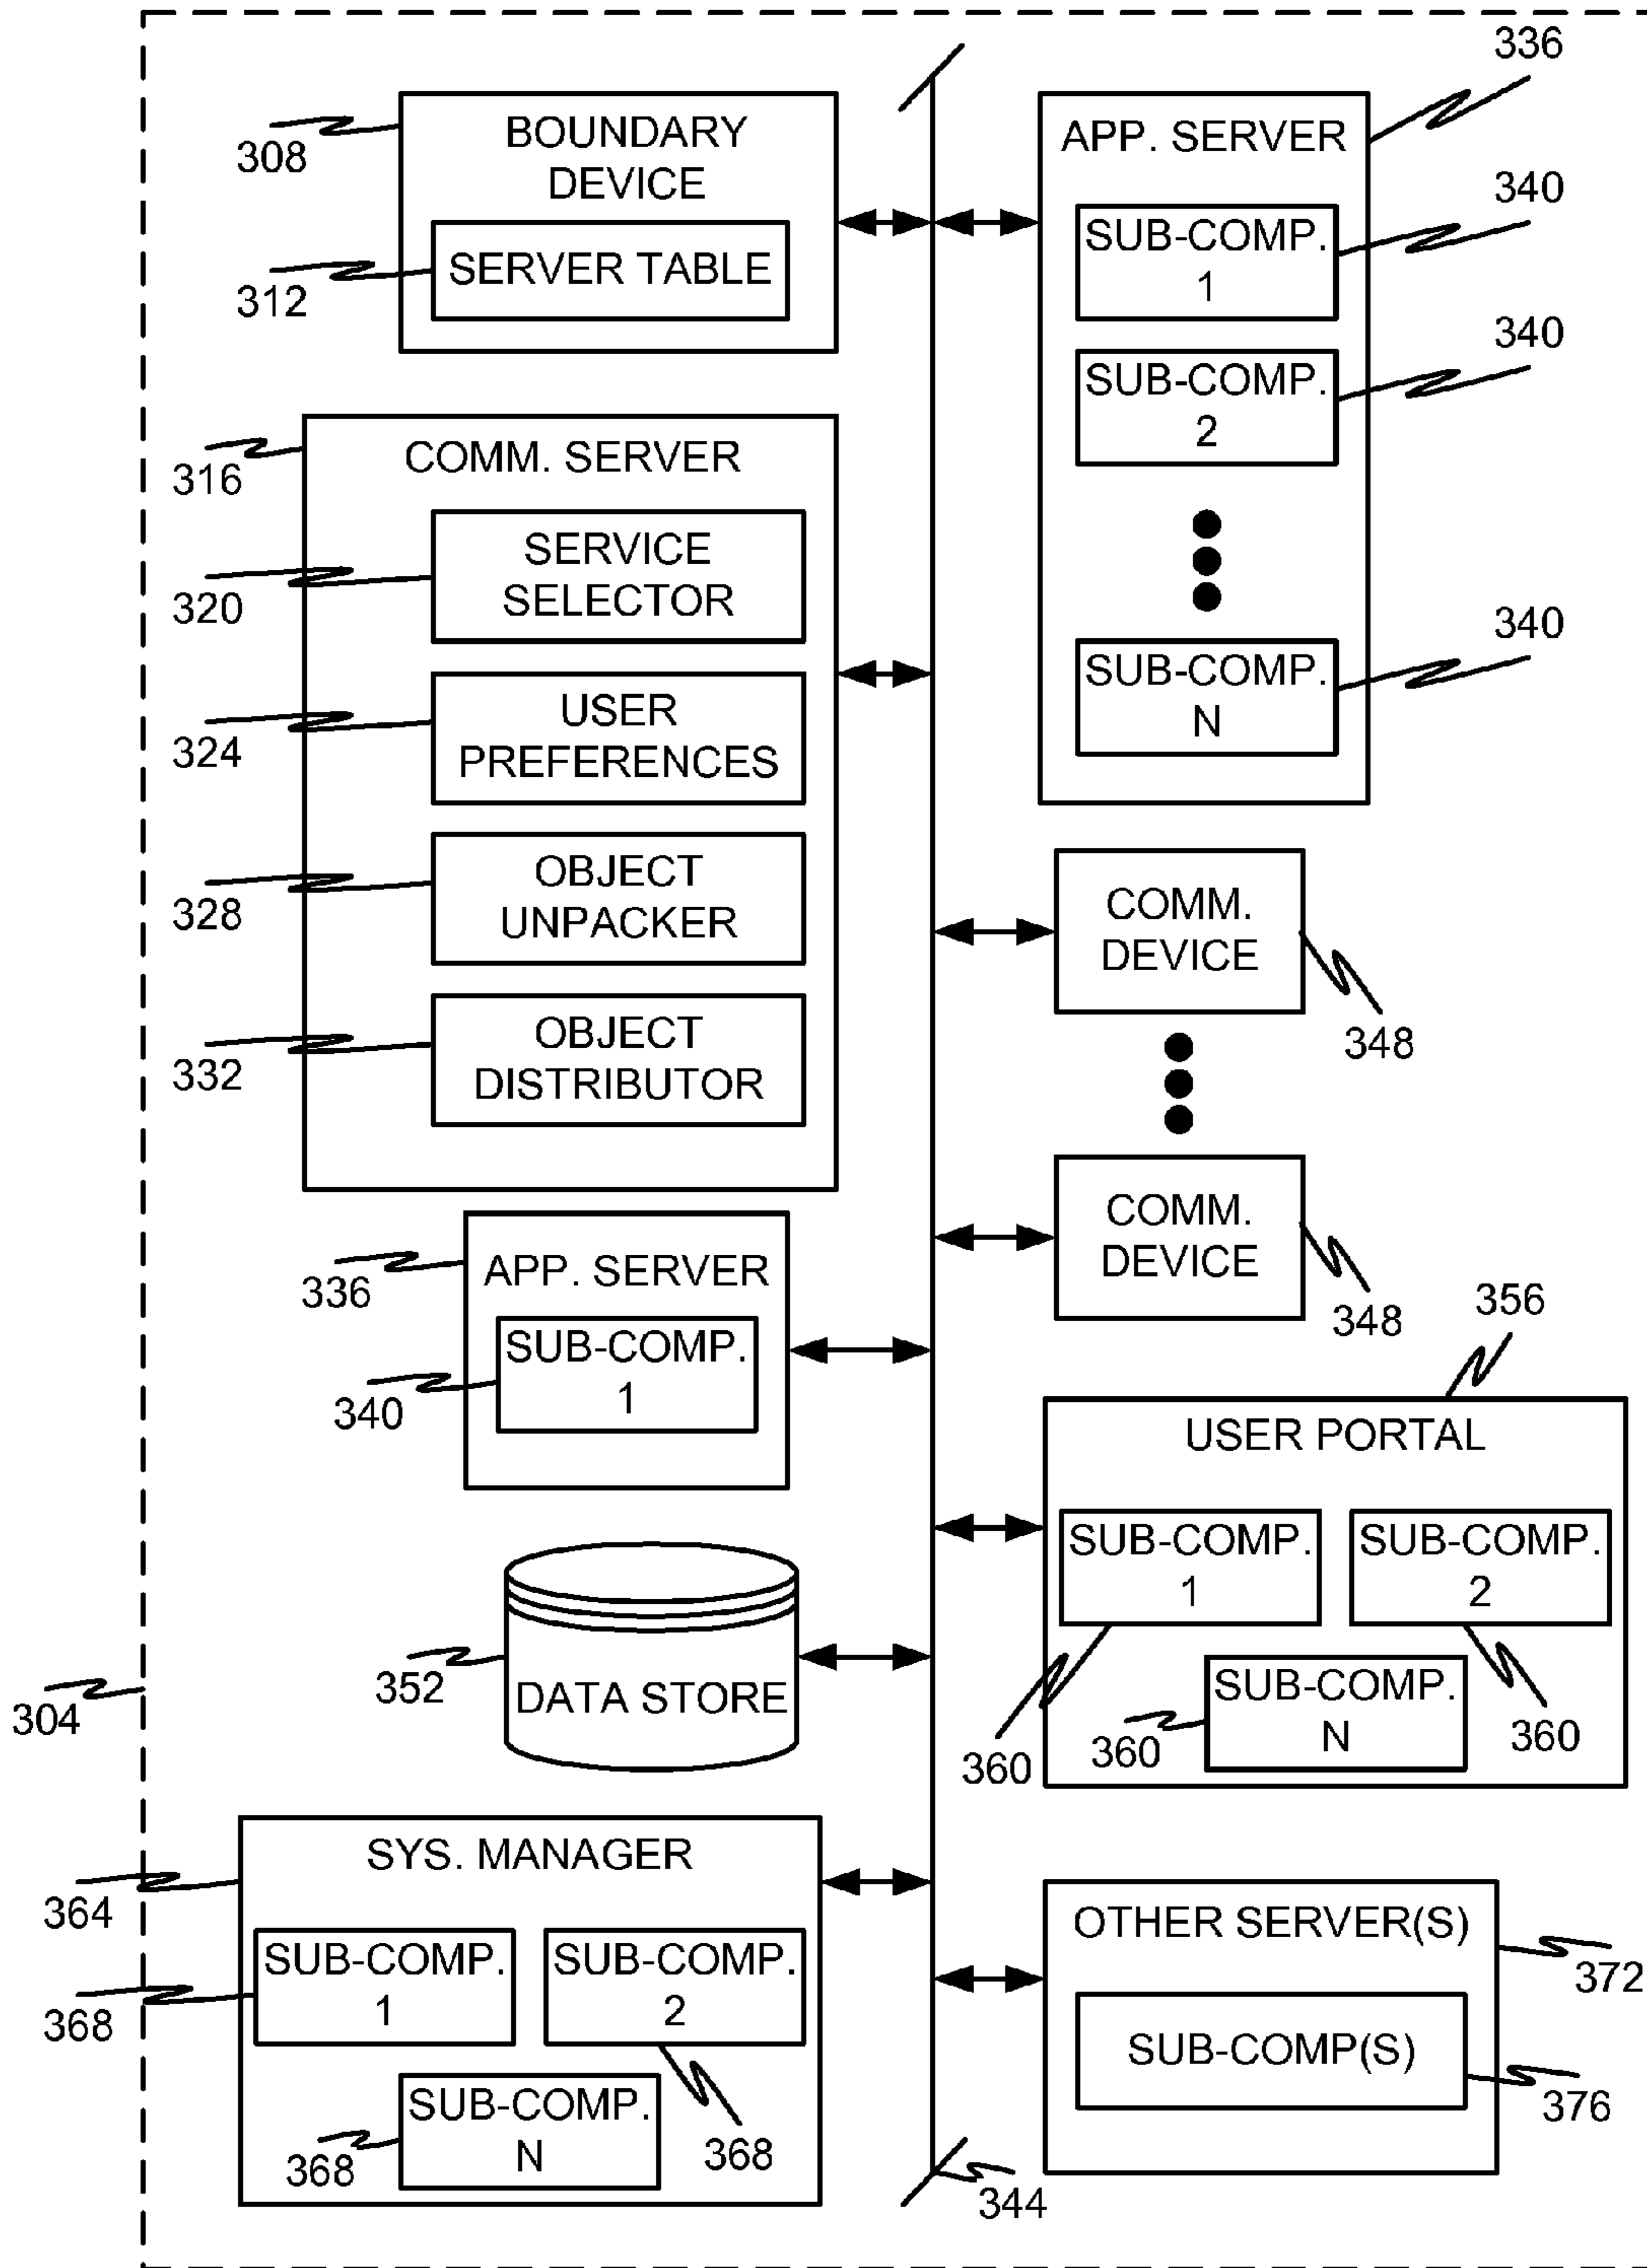 336
308
BOUNDARY
DEVICE
312
SERVER TABLE
APP. SERVER
SUB-COMP.
1
340
SUB-COMP.
2
340
SUB-COMP.
N
340
316
COMM. SERVER
320
SERVICE
SELECTOR
324
USER
PREFERENCES
328
OBJECT
UNPACKER
332
OBJECT
DISTRIBUTOR
COMM.
DEVICE
348
COMM.
DEVICE
348
336
APP. SERVER
340
SUB-COMP.
1
356
USER PORTAL
SUB-COMP.
1
SUB-COMP.
2
SUB-COMP.
N
360
360
360
352
DATA STORE
304
364
SYS. MANAGER
368
SUB-COMP.
1
SUB-COMP.
2
SUB-COMP.
N
368
368
OTHER SERVER(S)
372
SUB-COMP(S)
376
344